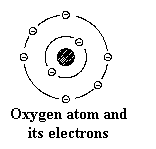 Oxygen atom and
its electrons